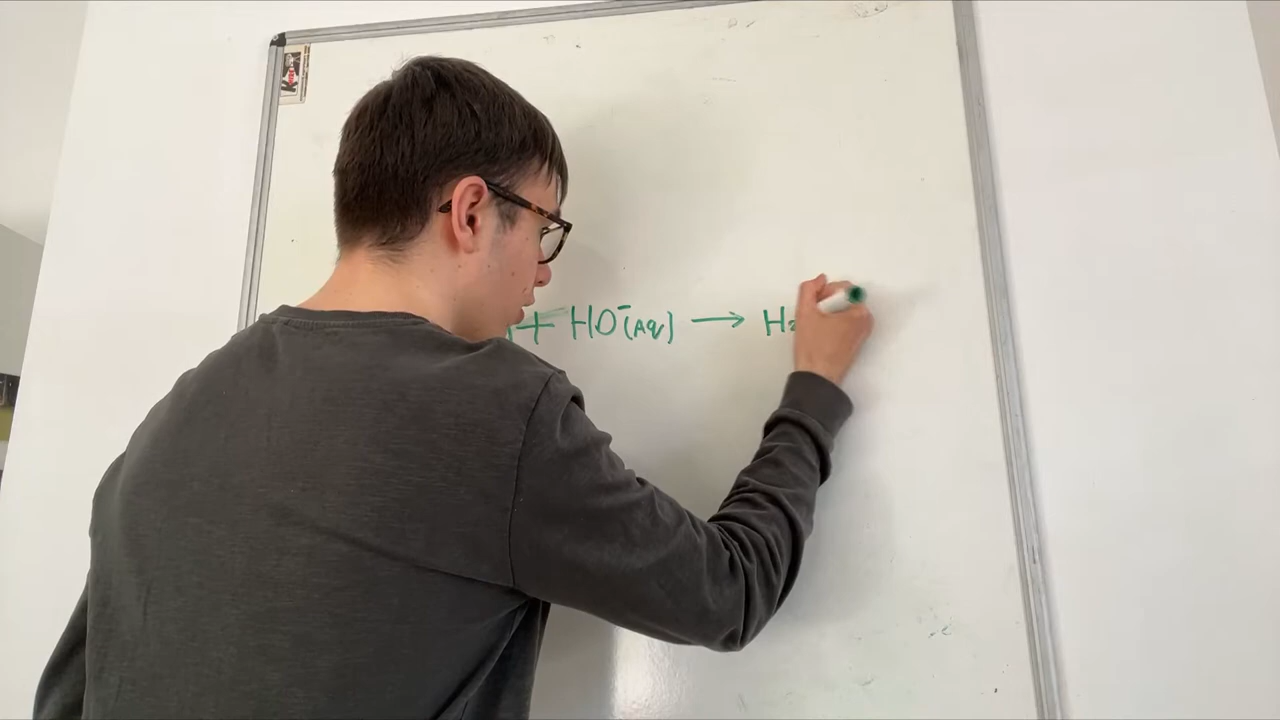 ) + HO⁻(Aq) ⟶ H₂